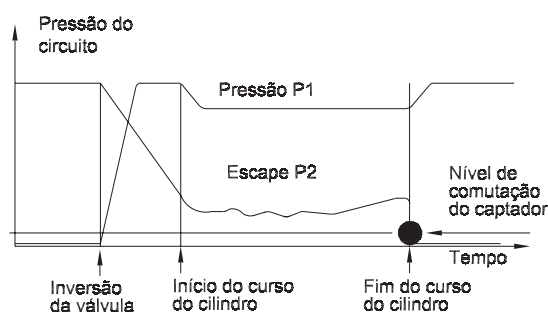 Pressão do
circuito
Pressão P1
Escape P2
Nível de
comutação
do captador
Tempo
Inversão
da válvula
Início do curso
do cilindro
Fim do curso
do cilindro